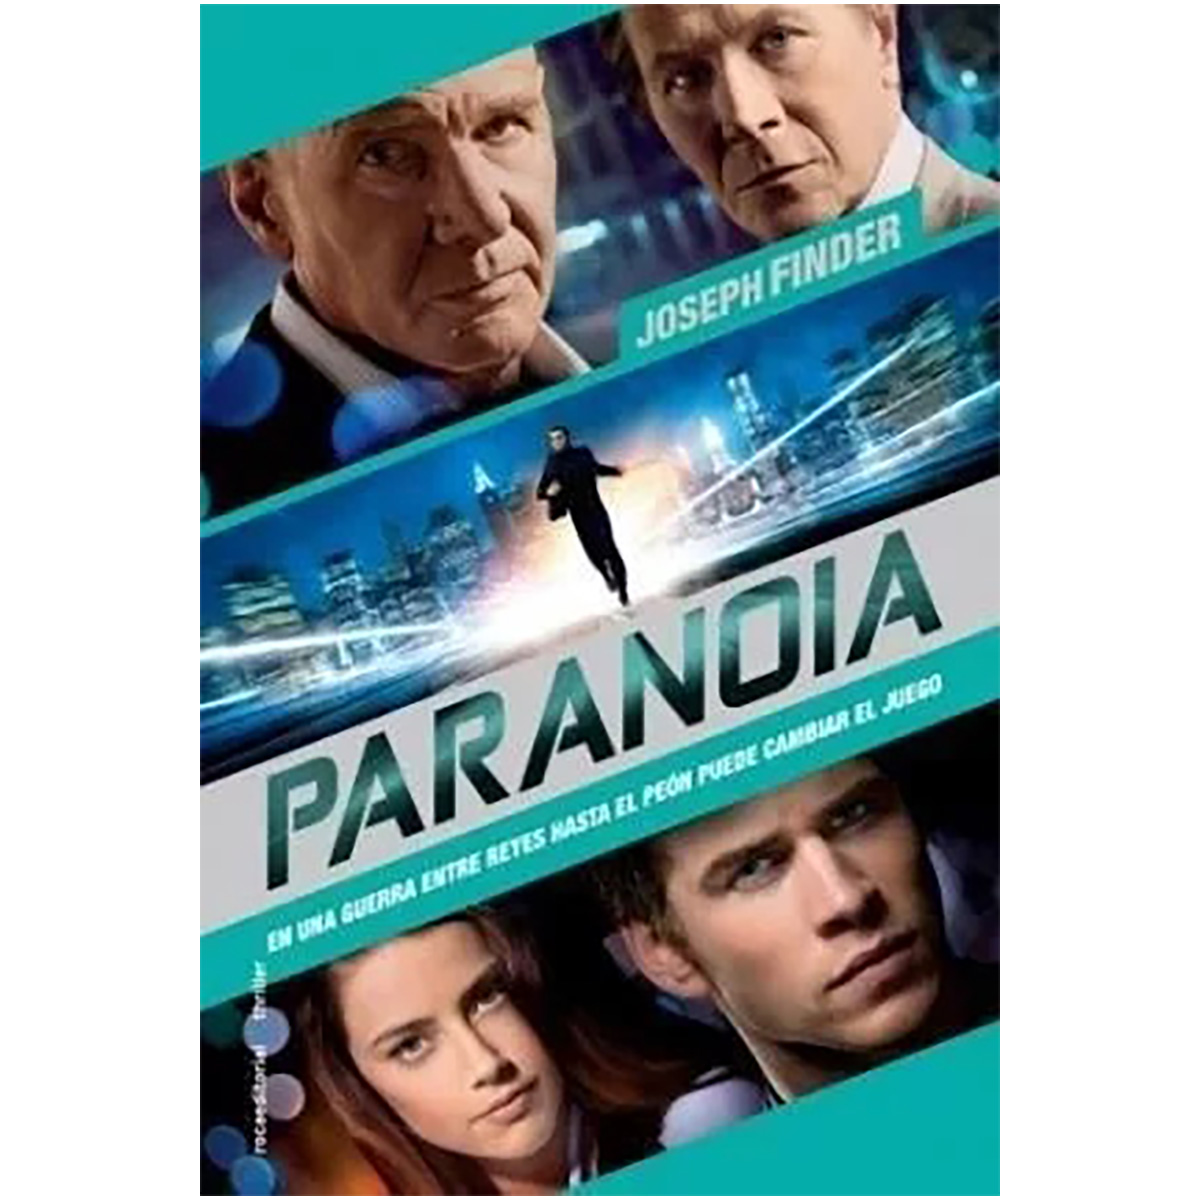 JOSEPH FINDER
PARANOIA
EN UNA GUERRA ENTRE REYES HASTA EL PEÓN PUEDE CAMBIAR EL JUEGO
rocaeditorial thriller